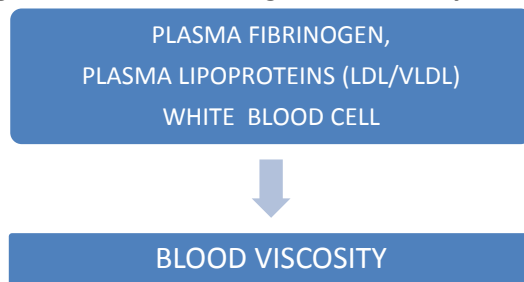 PLASMA FIBRINOGEN,
PLASMA LIPOPROTEINS (LDL/VLDL)
WHITE BLOOD CELL
BLOOD VISCOSITY